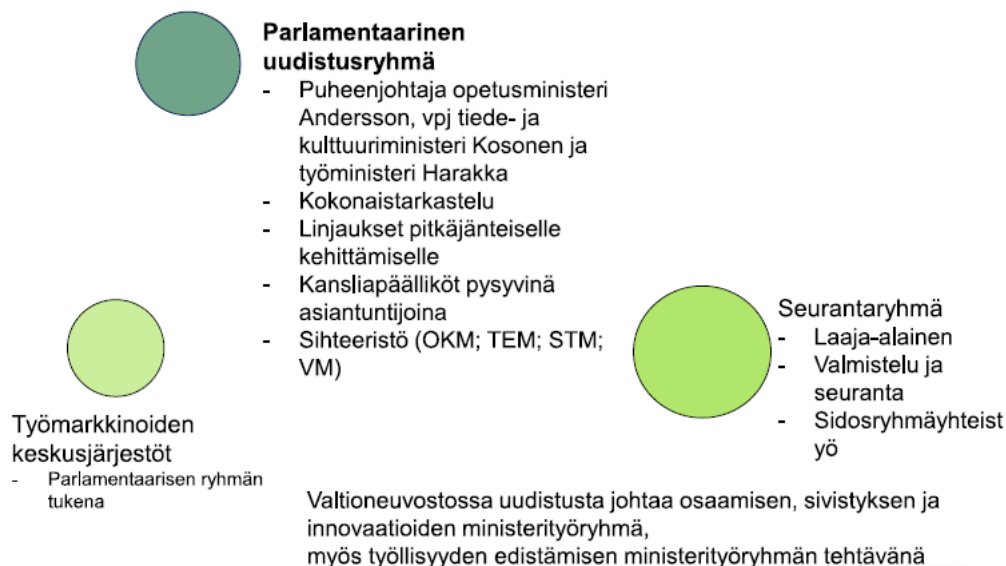 Parlamentaarinen
uudistusryhmä
- Puheenjohtaja opetusministeri
Andersson, vpj tiede- ja
kulttuuriministeri Kosonen ja
työministeri Harakka
- Kokonaistarkastelu
- Linjaukset pitkäjänteiselle
kehittämiselle
- Kansliapäälliköt pysyvinä
asiantuntijoina
- Sihteeristö (OKM; TEM; STM;
VM)
Seurantaryhmä
- Laaja-alainen
- Valmistelu ja
seuranta
- Sidosryhmäyhteist
yö
Työmarkkinoiden
keskusjärjestöt
- Parlamentaarisen ryhmän
tukena
Valtioneuvostossa uudistusta johtaa osaamisen, sivistyksen ja
innovaatioiden ministerityöryhmä,
myös työllisyyden edistämisen ministerityöryhmän tehtävänä